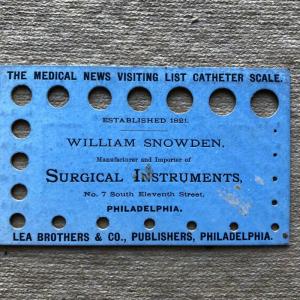 THE MEDICAL NEWS VISITING LIST CATHETER SCALE.
ESTABLISHED 1821.
WILLIAM SNOWDEN,
Manufacturer and Importer of
SURGICAL INSTRUMENTS,
No. 7 South Eleventh Street,
PHILADELPHIA.
LEA BROTHERS & CO., PUBLISHERS, PHILADELPHIA.